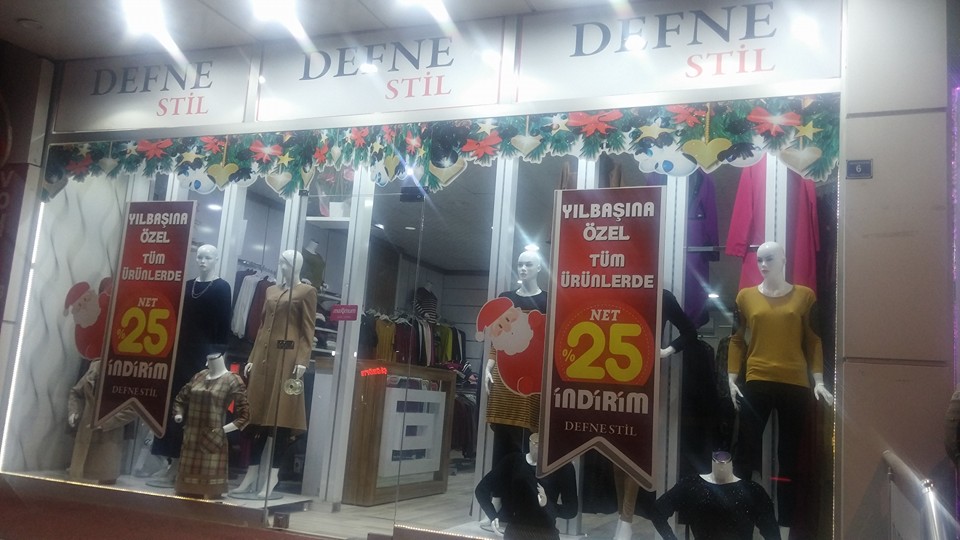 DEFNE
STİL
DEFNE
STİL
DEFNE
STİL
YILBAŞINA
ÖZEL
TÜM
ÜRÜNLERDE
NET
%25
İNDİRİM
DEFNE STİL
YILBAŞINA
ÖZEL
TÜM
ÜRÜNLERDE
NET
%25
İNDİRİM
DEFNE STİL
maximum
6